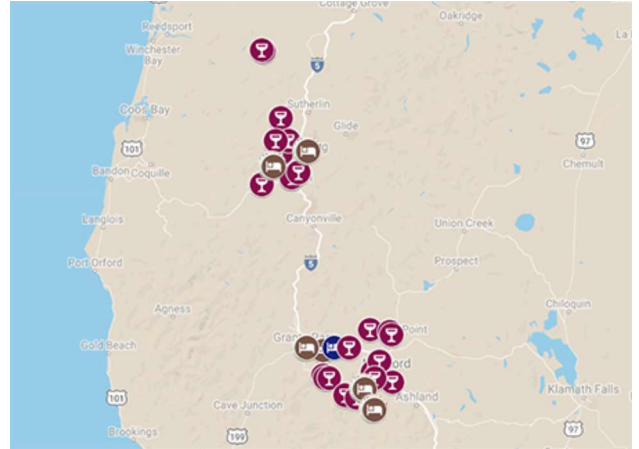 Cottage Grove
Reedsport
Oakridge
Winchester
Bay
La
5
Sutherlin
Coos Bay
Glide
101
97
Chemult
Bandon
Coquille
Langlois
Canyonville
Union Creek
5
Port Orford
Prospect
Agness
Chiloquin
Gold Beach
Point
Klamath Falls
101
Ashland
Cave Junction
Brookings
199
97